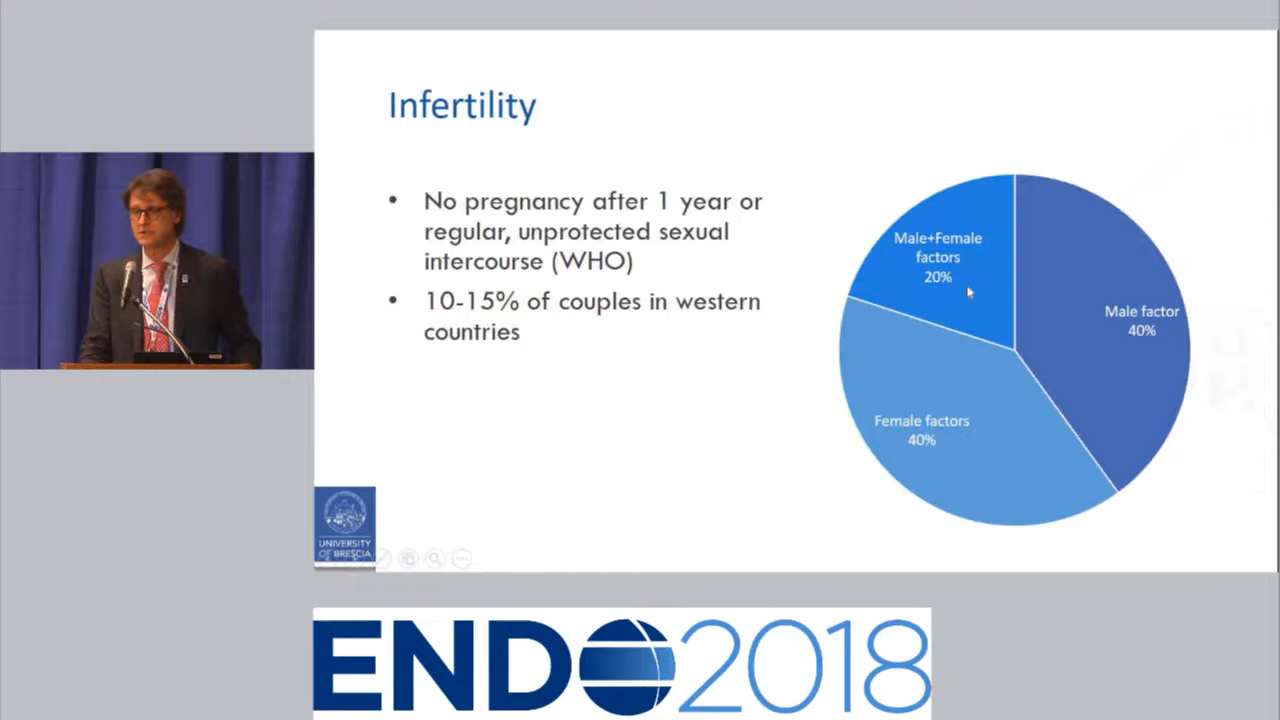 Infertility
• No pregnancy after 1 year or
regular, unprotected sexual
intercourse (WHO)
• 10-15% of couples in western
countries
Male+Female
factors
20%
Male factor
40%
Female factors
40%
UNIVERSITY
OF BRESCIA
ENDO2018